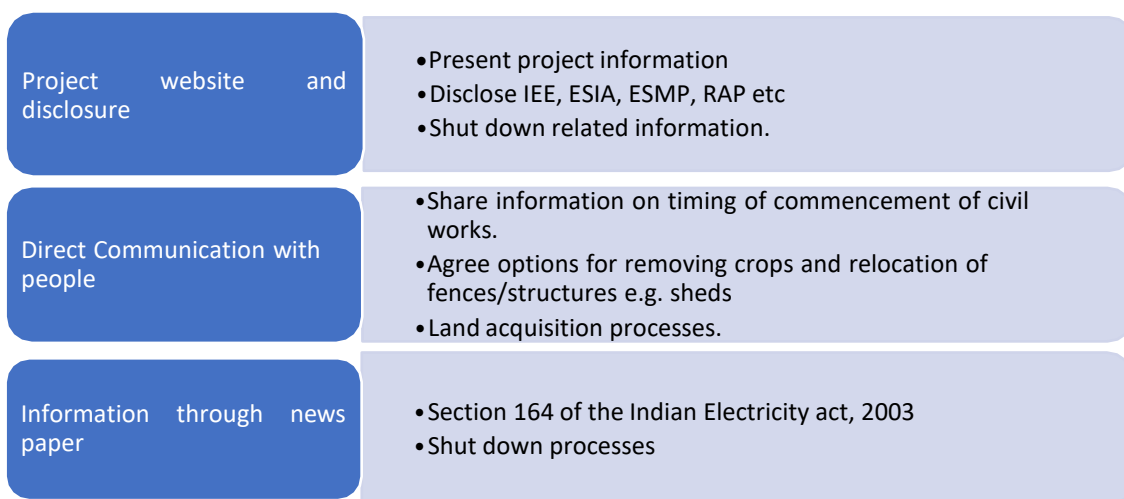 Project website and
disclosure
•Present project information
•Disclose IEE, ESIA, ESMP, RAP etc
•Shut down related information.
Direct Communication with
people
•Share information on timing of commencement of civil
works.
•Agree options for removing crops and relocation of
fences/structures e.g. sheds
•Land acquisition processes.
Information through news
paper
•Section 164 of the Indian Electricity act, 2003
•Shut down processes